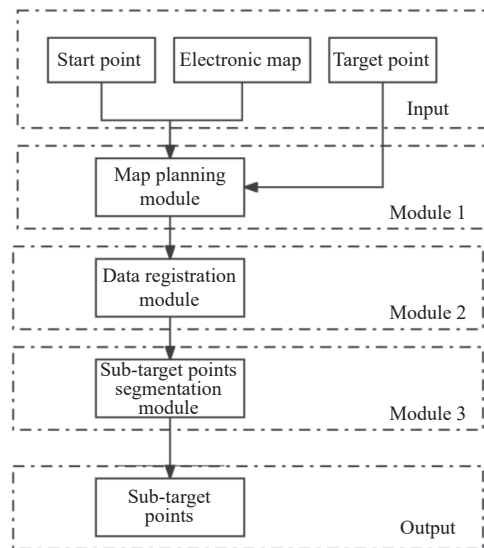 Start point
Electronic map
Target point
Input
Map planning
module
Module 1
Data registration
module
Module 2
Sub-target points
segmentation
module
Module 3
Sub-target
points
Output